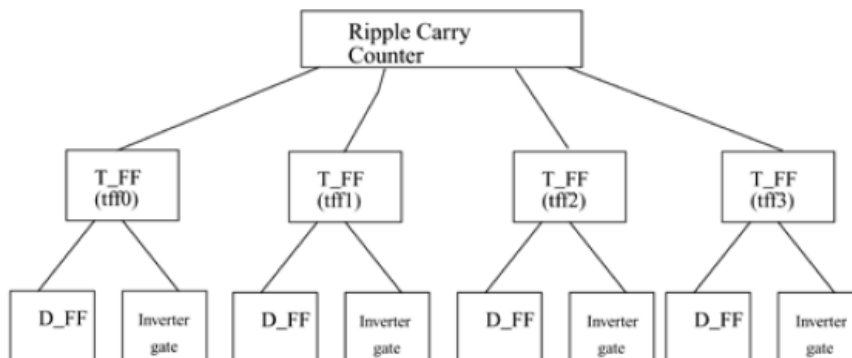 Ripple Carry
Counter
T_FF
(tff0)
T_FF
(tff1)
T_FF
(tff2)
T_FF
(tff3)
D_FF
Inverter
gate
D_FF
Inverter
gate
D_FF
Inverter
gate
D_FF
Inverter
gate